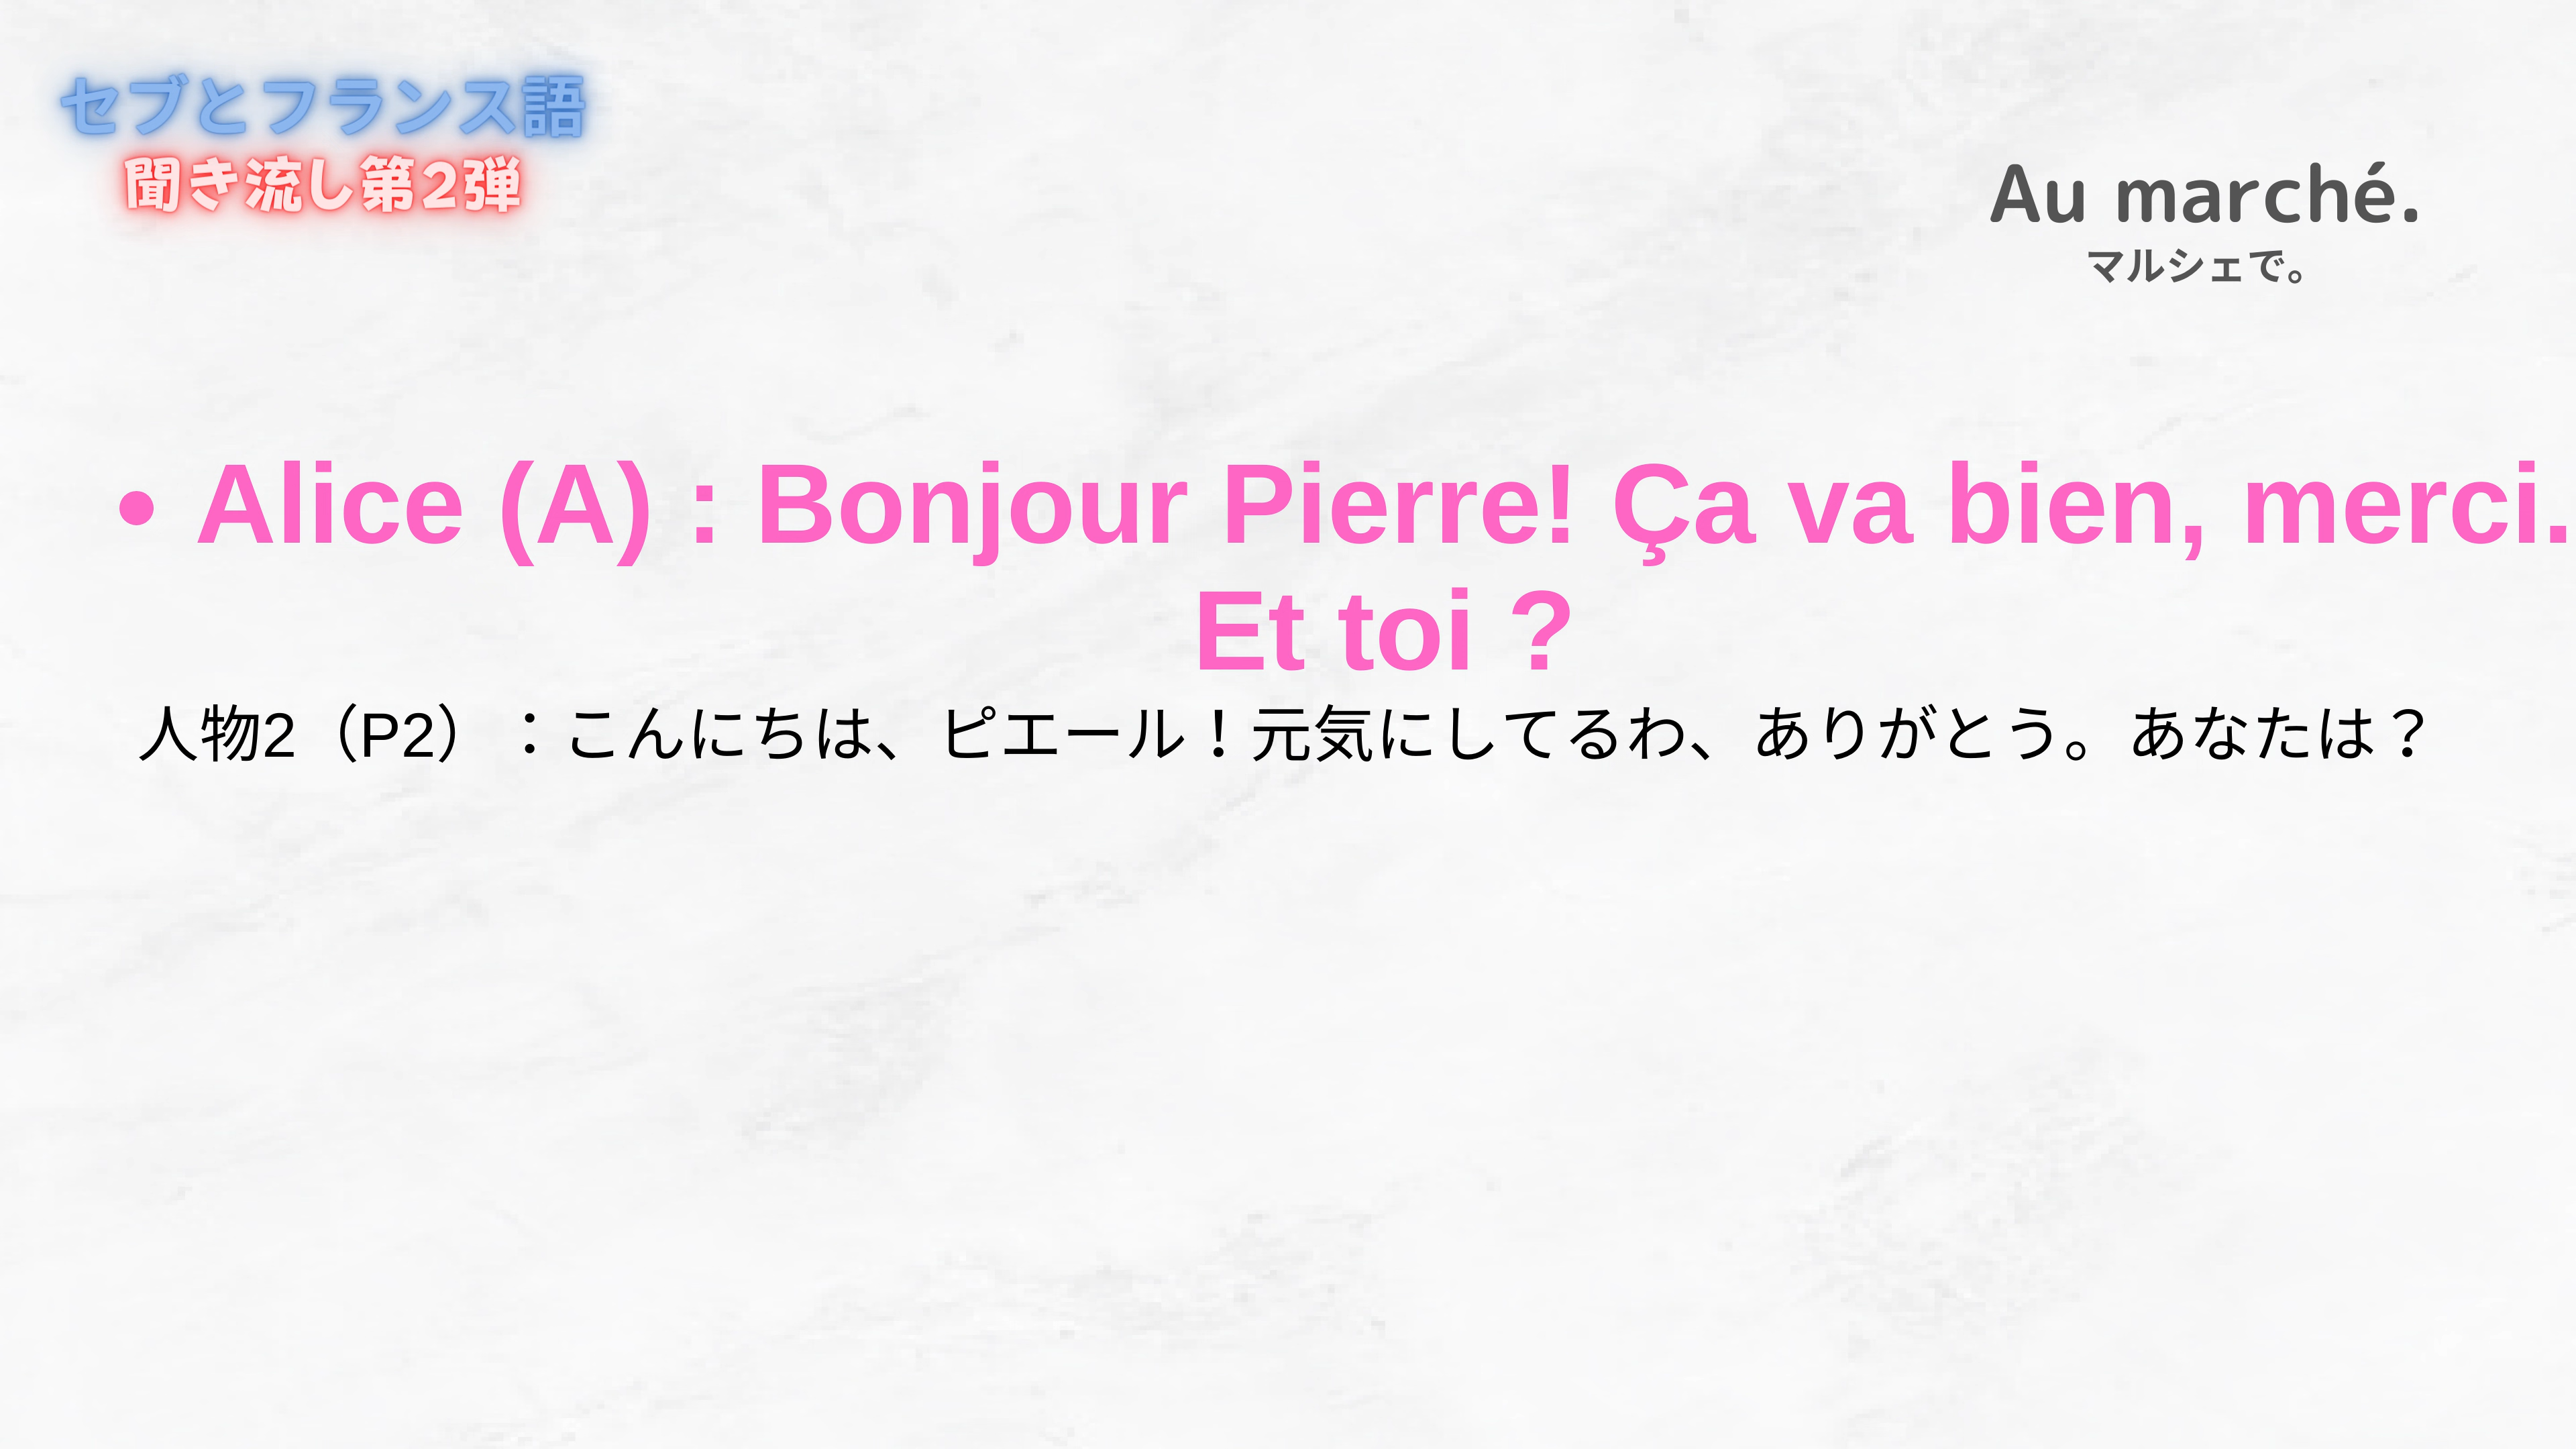 セブとフランス語
聞き流し第2弾
Au marché.
マルシェで。
• Alice (A) : Bonjour Pierre! Ça va bien, merci.
Et toi ?
人物2（P2）：こんにちは、ピエール！元気にしてるわ、ありがとう。あなたは？